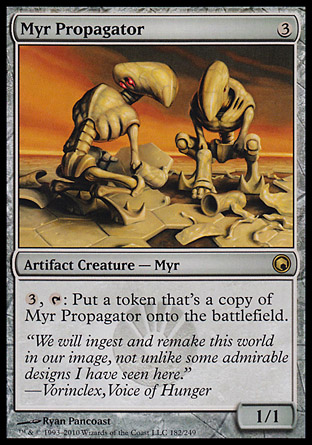 Myr Propagator 3
Artifact Creature — Myr
3, T: Put a token that's a copy of
Myr Propagator onto the battlefield.
"We will ingest and remake this world
in our image, not unlike some admirable
designs I have seen here."
—Vorinclex,Voice of Hunger
Ryan Pancoast
™ & © 1993–2010 Wizards of the Coast LLC 182/249
1/1